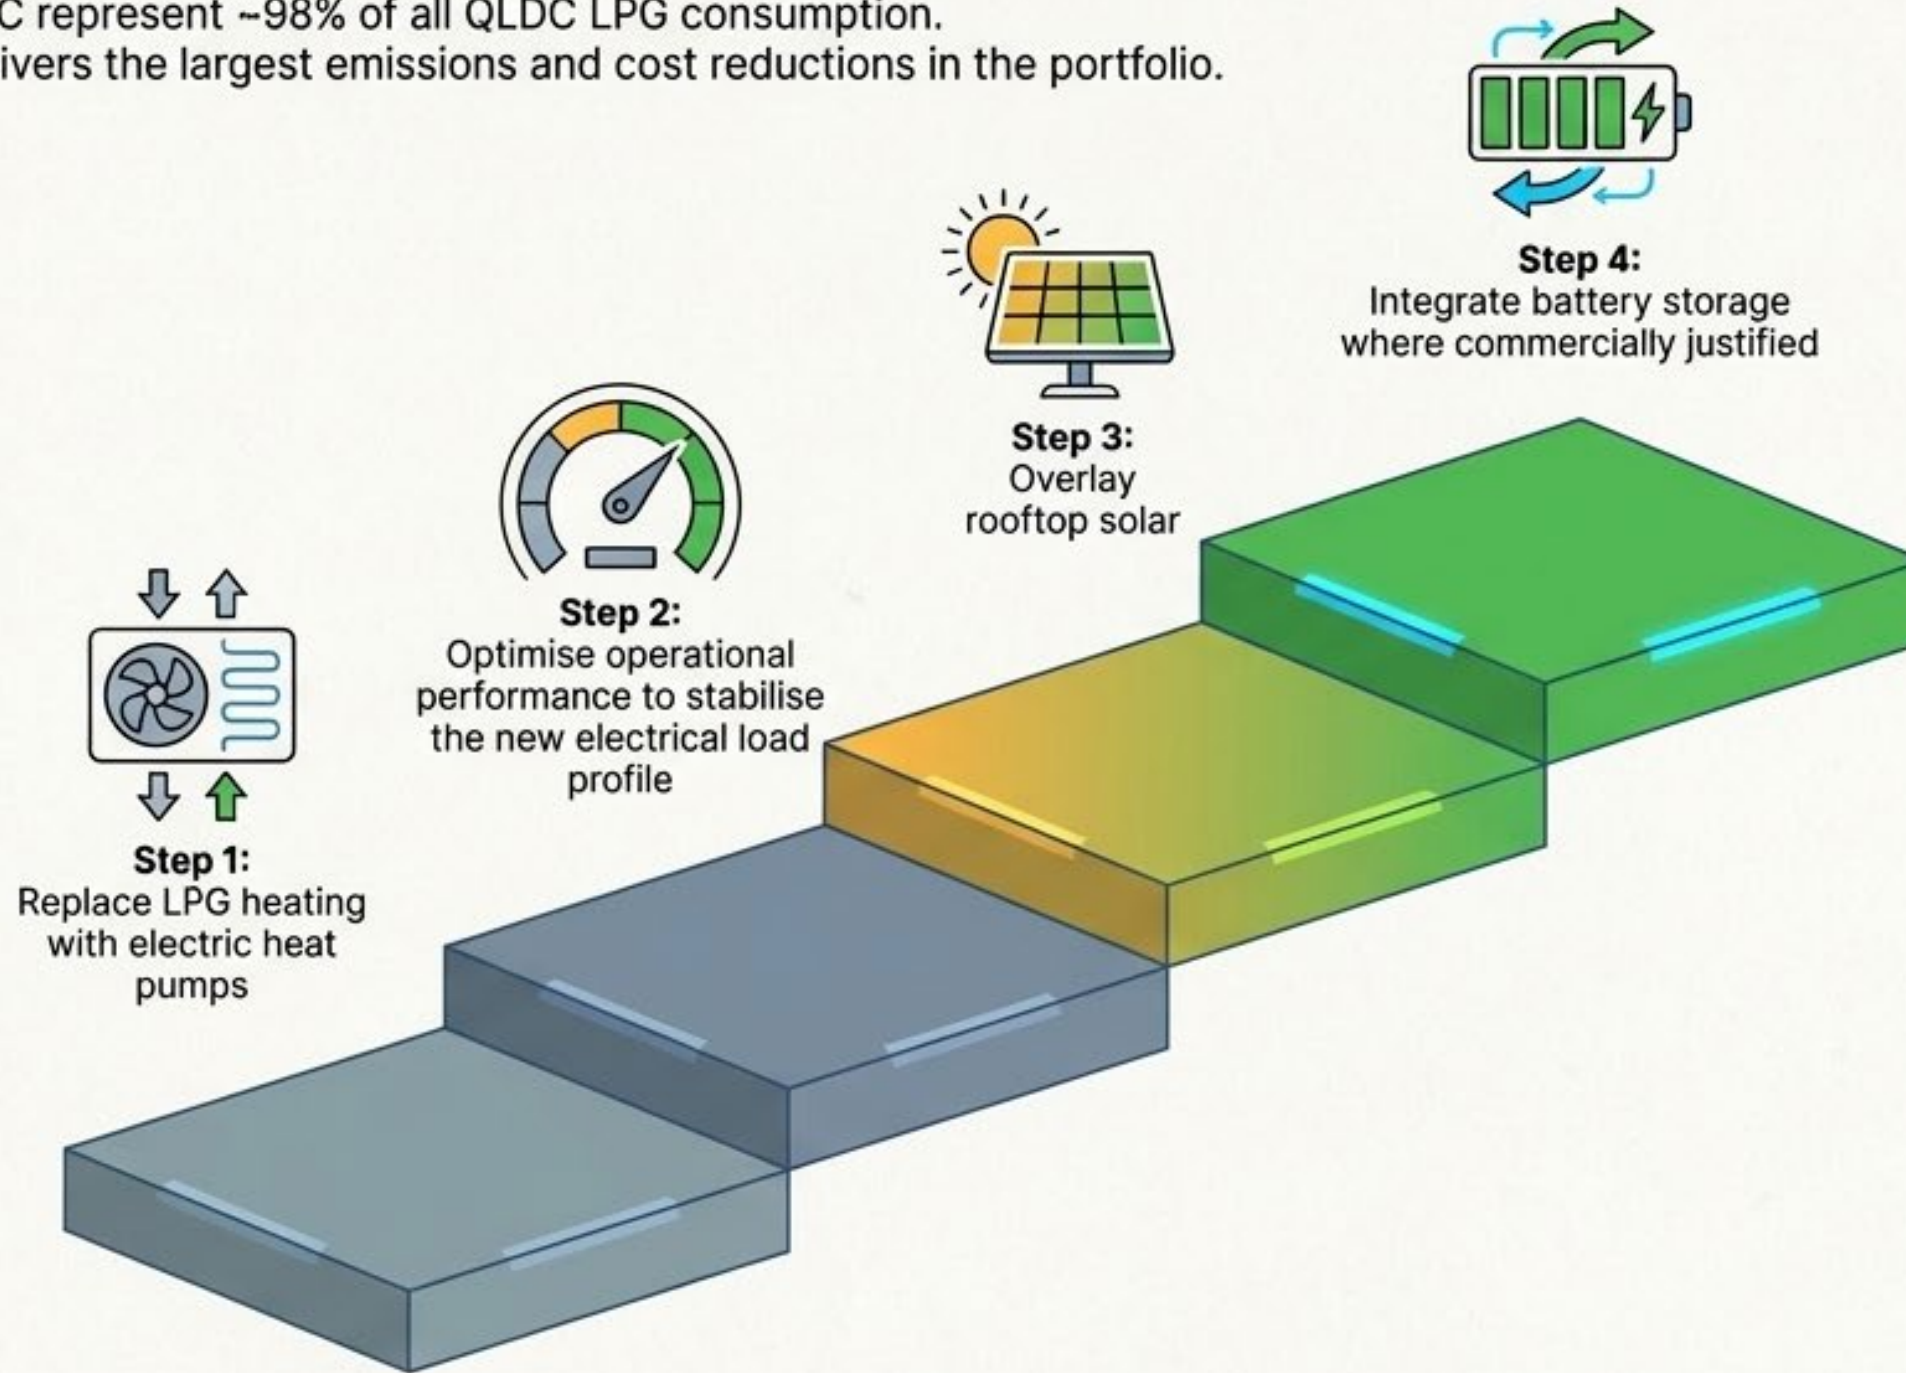 C represent ~98% of all QLDC LPG consumption.
ivers the largest emissions and cost reductions in the portfolio.
Step 4:
Integrate battery storage
where commercially justified
Step 3:
Overlay
rooftop solar
Step 2:
Optimise operational
performance to stabilise
the new electrical load
profile
Step 1:
Replace LPG heating
with electric heat
pumps